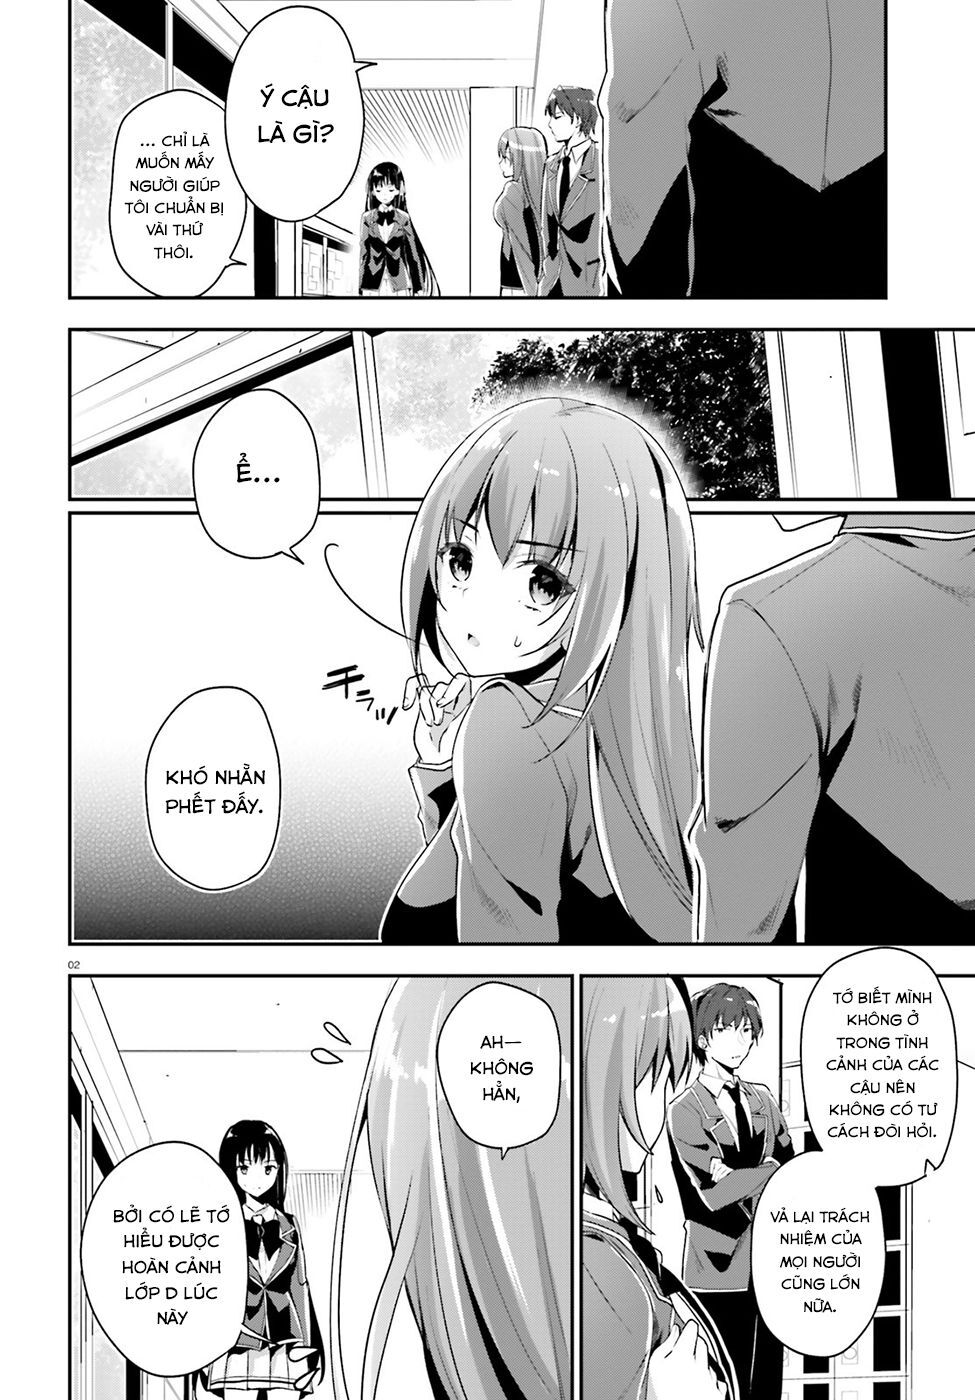 Ý CẬU
LÀ GÌ?
... CHỈ LÀ
MUỐN MẤY
NGƯỜI GIÚP
TÔI CHUẨN BỊ
VÀI THỨ
THÔI.
Ể...
チラッ
KHÓ NHẰN
PHẾT ĐẤY.
02
TỚ BIẾT MÌNH
KHÔNG Ở
TRONG TÌNH
CẢNH CỦA CÁC
CẬU NÊN
KHÔNG CÓ TƯ
CÁCH ĐÒI HỎI.
VẢ LẠI TRÁCH
NHIỆM CỦA
MỌI NGƯỜI
CŨNG LỚN
NỮA.
AH—
KHÔNG
HẲN,
BỞI CÓ LẼ TỚ
HIỂU ĐƯỢC
HOÀN CẢNH
LỚP D LÚC
NÀY